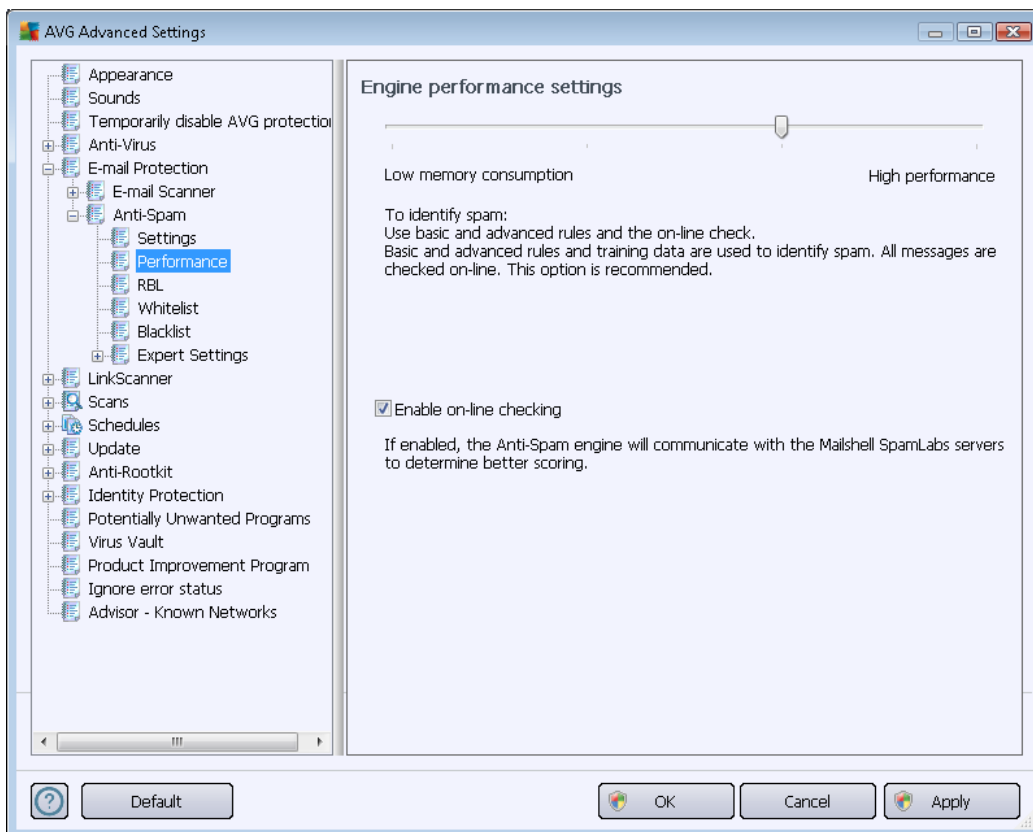 AVG Advanced Settings
Appearance
Sounds
Temporarily disable AVG protection
Anti-Virus
E-mail Protection
E-mail Scanner
Anti-Spam
Settings
Performance
RBL
Whitelist
Blacklist
Expert Settings
LinkScanner
Scans
Schedules
Update
Anti-Rootkit
Identity Protection
Potentially Unwanted Programs
Virus Vault
Product Improvement Program
Ignore error status
Advisor - Known Networks
Engine performance settings
Low memory consumption High performance
To identify spam:
Use basic and advanced rules and the on-line check.
Basic and advanced rules and training data are used to identify spam. All messages are
checked on-line. This option is recommended.
Enable on-line checking
If enabled, the Anti-Spam engine will communicate with the Mailshell SpamLabs servers
to determine better scoring.
? Default OK Cancel Apply